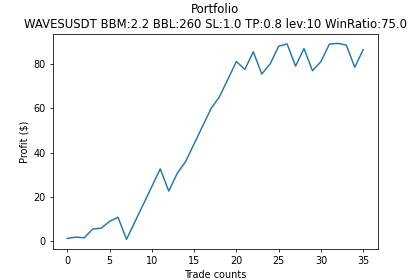 Portfolio
WAVESUSDT BBM:2.2 BBL:260 SL:1.0 TP:0.8 lev:10 WinRatio:75.0
80
60
40
20
0
Profit ($)
0 5 10 15 20 25 30 35
Trade counts